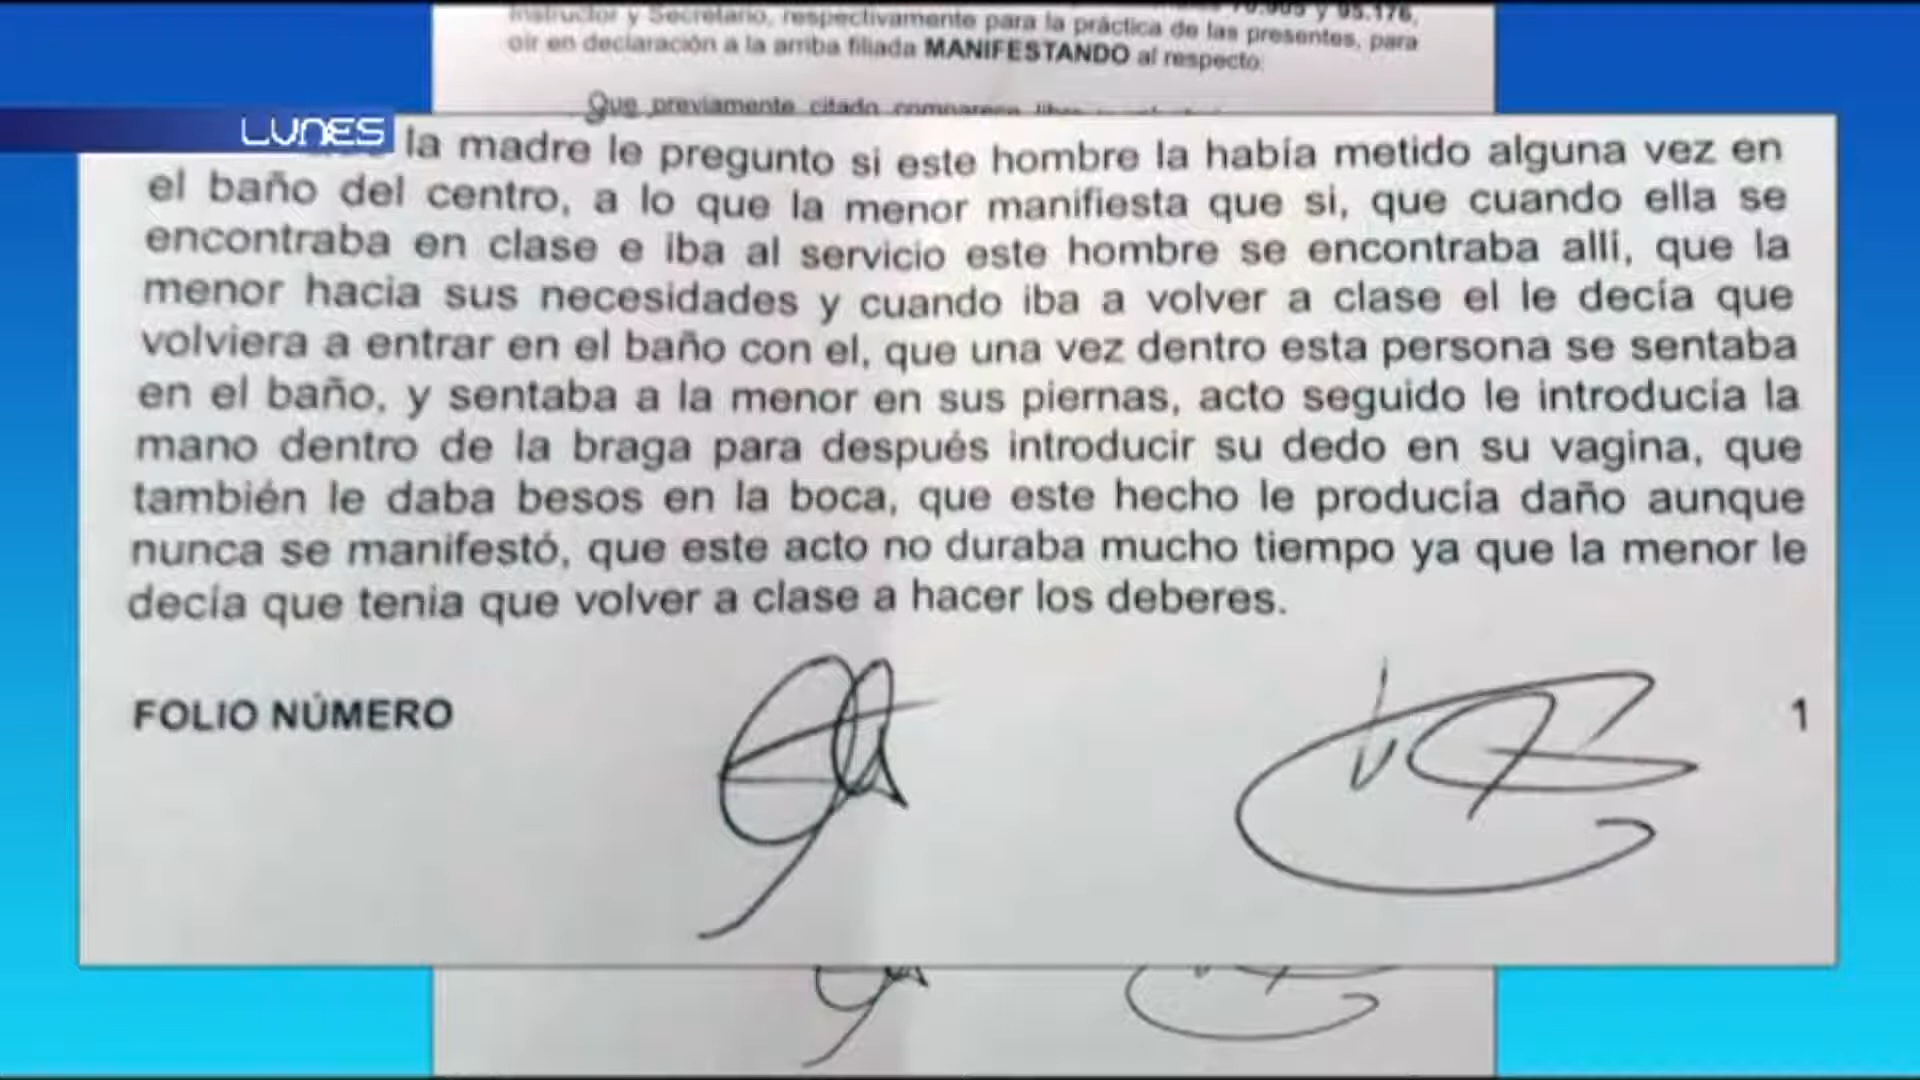 y 95.176,
Instructor y Secretario, respectivamente para la práctica de las presentes, para
oir en declaración a la arriba filiada MANIFESTANDO al respecto:
Que previamente citado comparece
LUNES
la madre le pregunto si este hombre la había metido alguna vez en
el baño del centro, a lo que la menor manifiesta que si, que cuando ella se
encontraba en clase e iba al servicio este hombre se encontraba allí, que la
menor hacia sus necesidades y cuando iba a volver a clase el le decía que
volviera a entrar en el baño con el, que una vez dentro esta persona se sentaba
en el baño, y sentaba a la menor en sus piernas, acto seguido le introducía la
mano dentro de la braga para después introducir su dedo en su vagina, que
también le daba besos en la boca, que este hecho le producía daño aunque
nunca se manifestó, que este acto no duraba mucho tiempo ya que la menor le
decía que tenia que volver a clase a hacer los deberes.
FOLIO NÚMERO 1